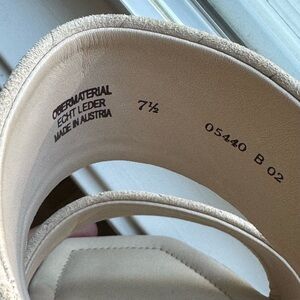 OBERMATERIAL
ECHT LEDER
MADE IN AUSTRIA
7½
05440 B 02